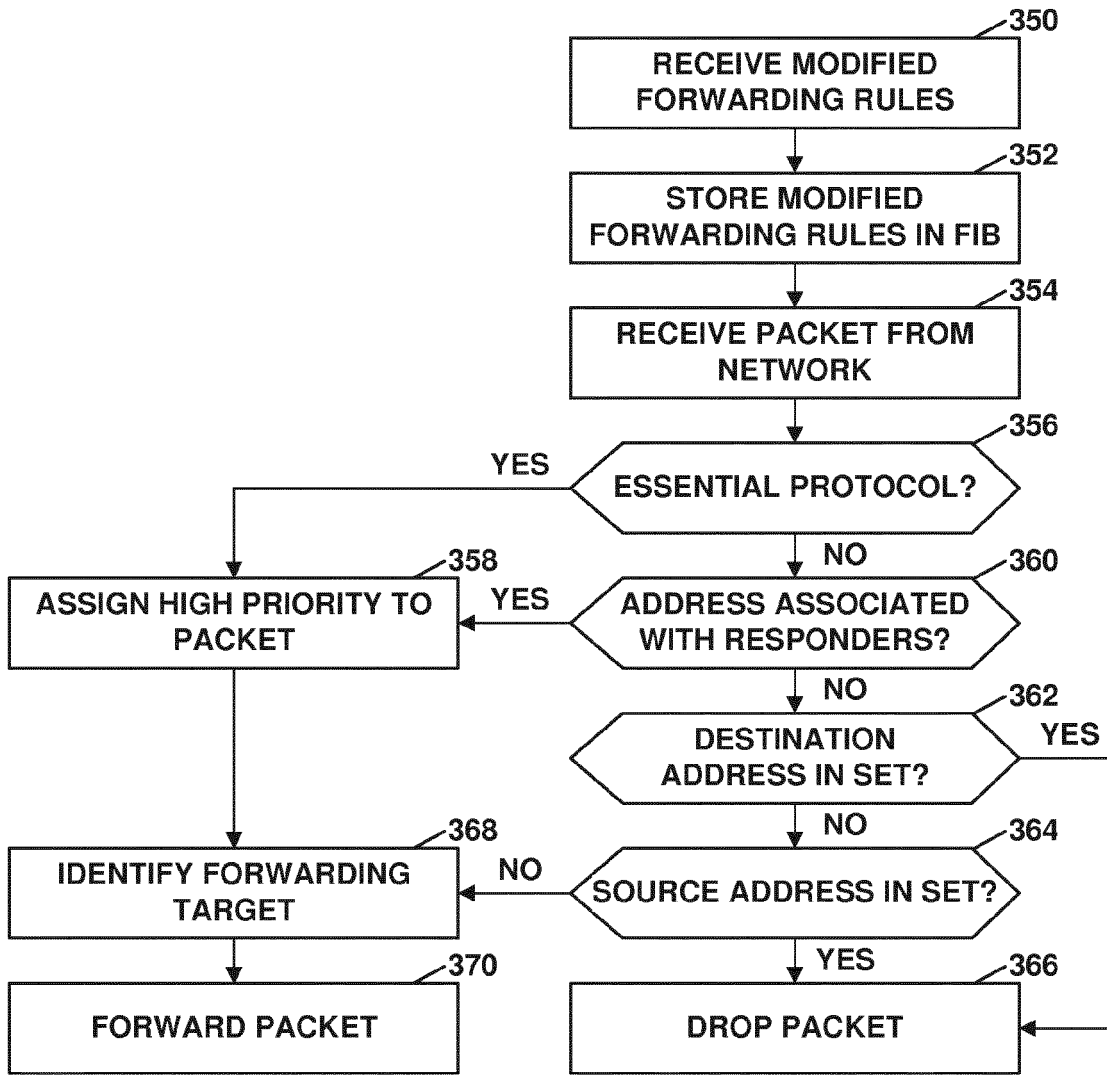 350
RECEIVE MODIFIED
FORWARDING RULES
352
STORE MODIFIED
FORWARDING RULES IN FIB
354
RECEIVE PACKET FROM
NETWORK
356
YES
ESSENTIAL PROTOCOL?
NO
358
360
ASSIGN HIGH PRIORITY TO
PACKET
YES
ADDRESS ASSOCIATED
WITH RESPONDERS?
NO
362
DESTINATION
ADDRESS IN SET?
YES
NO
368
364
IDENTIFY FORWARDING
TARGET
NO
SOURCE ADDRESS IN SET?
YES
370
366
FORWARD PACKET
DROP PACKET